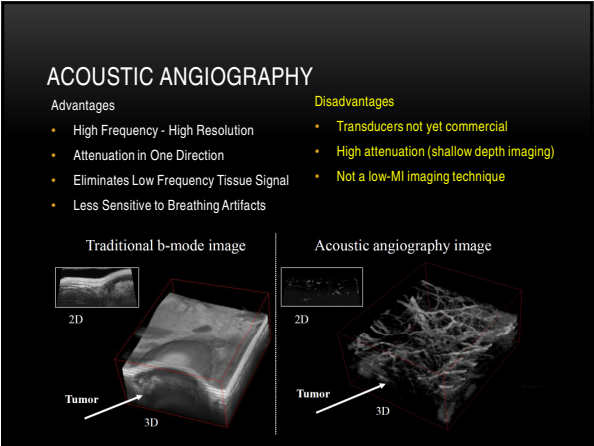 ACOUSTIC ANGIOGRAPHY
Advantages
• High Frequency - High Resolution
• Attenuation in One Direction
• Eliminates Low Frequency Tissue Signal
• Less Sensitive to Breathing Artifacts
Disadvantages
• Transducers not yet commercial
• High attenuation (shallow depth imaging)
• Not a low-MI imaging technique
Traditional b-mode image
2D
Tumor
3D
Acoustic angiography image
2D
Tumor
3D